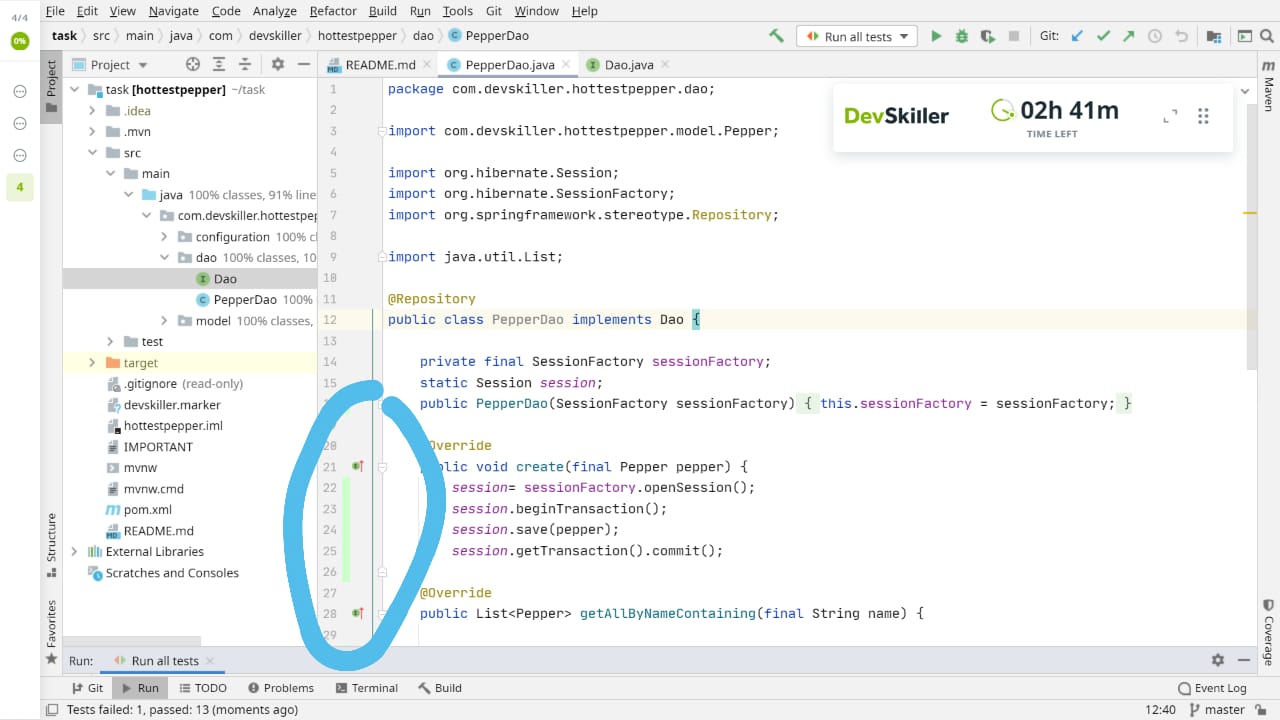 4/4
0%
4
File Edit View Navigate Code Analyze Refactor Build Run Tools Git Window Help
task src main java com devskiller hottestpepper dao PepperDao
Run all tests
Git:
Project
README.md PepperDao.java Dao.java
DevSkiller 02h 41m
TIME LEFT
Project
Structure
Favorites
Maven
Coverage
task [hottestpepper] ~/task
.idea
.mvn
src
main
java 100% classes, 91% line
com.devskiller.hottestpep
configuration 100% cl
dao 100% classes, 10
Dao
PepperDao 100%
model 100% classes,
test
target
.gitignore (read-only)
devskiller.marker
hottestpepper.iml
IMPORTANT
mvnw
mvnw.cmd
pom.xml
README.md
External Libraries
Scratches and Consoles
1 package com.devskiller.hottestpepper.dao;
2
3 import com.devskiller.hottestpepper.model.Pepper;
4
5 import org.hibernate.Session;
6 import org.hibernate.SessionFactory;
7 import org.springframework.stereotype.Repository;
8
9 import java.util.List;
10
11 @Repository
12 public class PepperDao implements Dao {
13
14 private final SessionFactory sessionFactory;
15 static Session session;
public PepperDao(SessionFactory sessionFactory) { this.sessionFactory = sessionFactory; }
20 Override
21 public void create(final Pepper pepper) {
22 session= sessionFactory.openSession();
23 session.beginTransaction();
24 session.save(pepper);
25 session.getTransaction().commit();
26
27 @Override
28 public List<Pepper> getAllByNameContaining(final String name) {
29
Run: Run all tests
Git Run TODO Problems Terminal Build Event Log
Tests failed: 1, passed: 13 (moments ago) 12:40 master